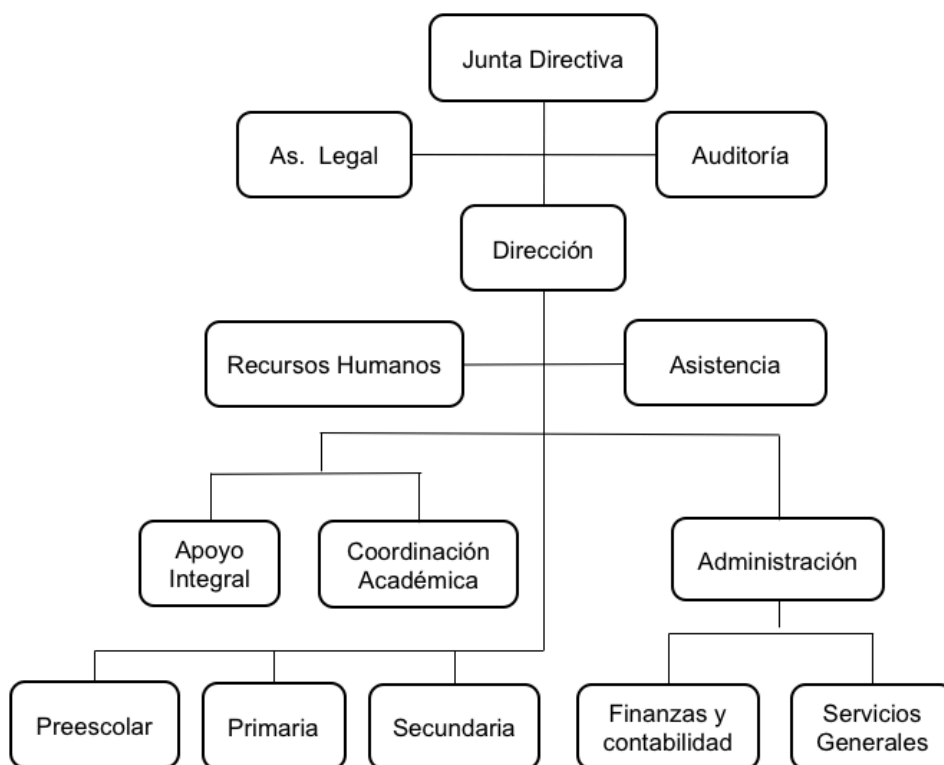 Junta Directiva
As. Legal
Auditoría
Dirección
Recursos Humanos
Asistencia
Apoyo
Integral
Coordinación
Académica
Administración
Preescolar
Primaria
Secundaria
Finanzas y
contabilidad
Servicios
Generales